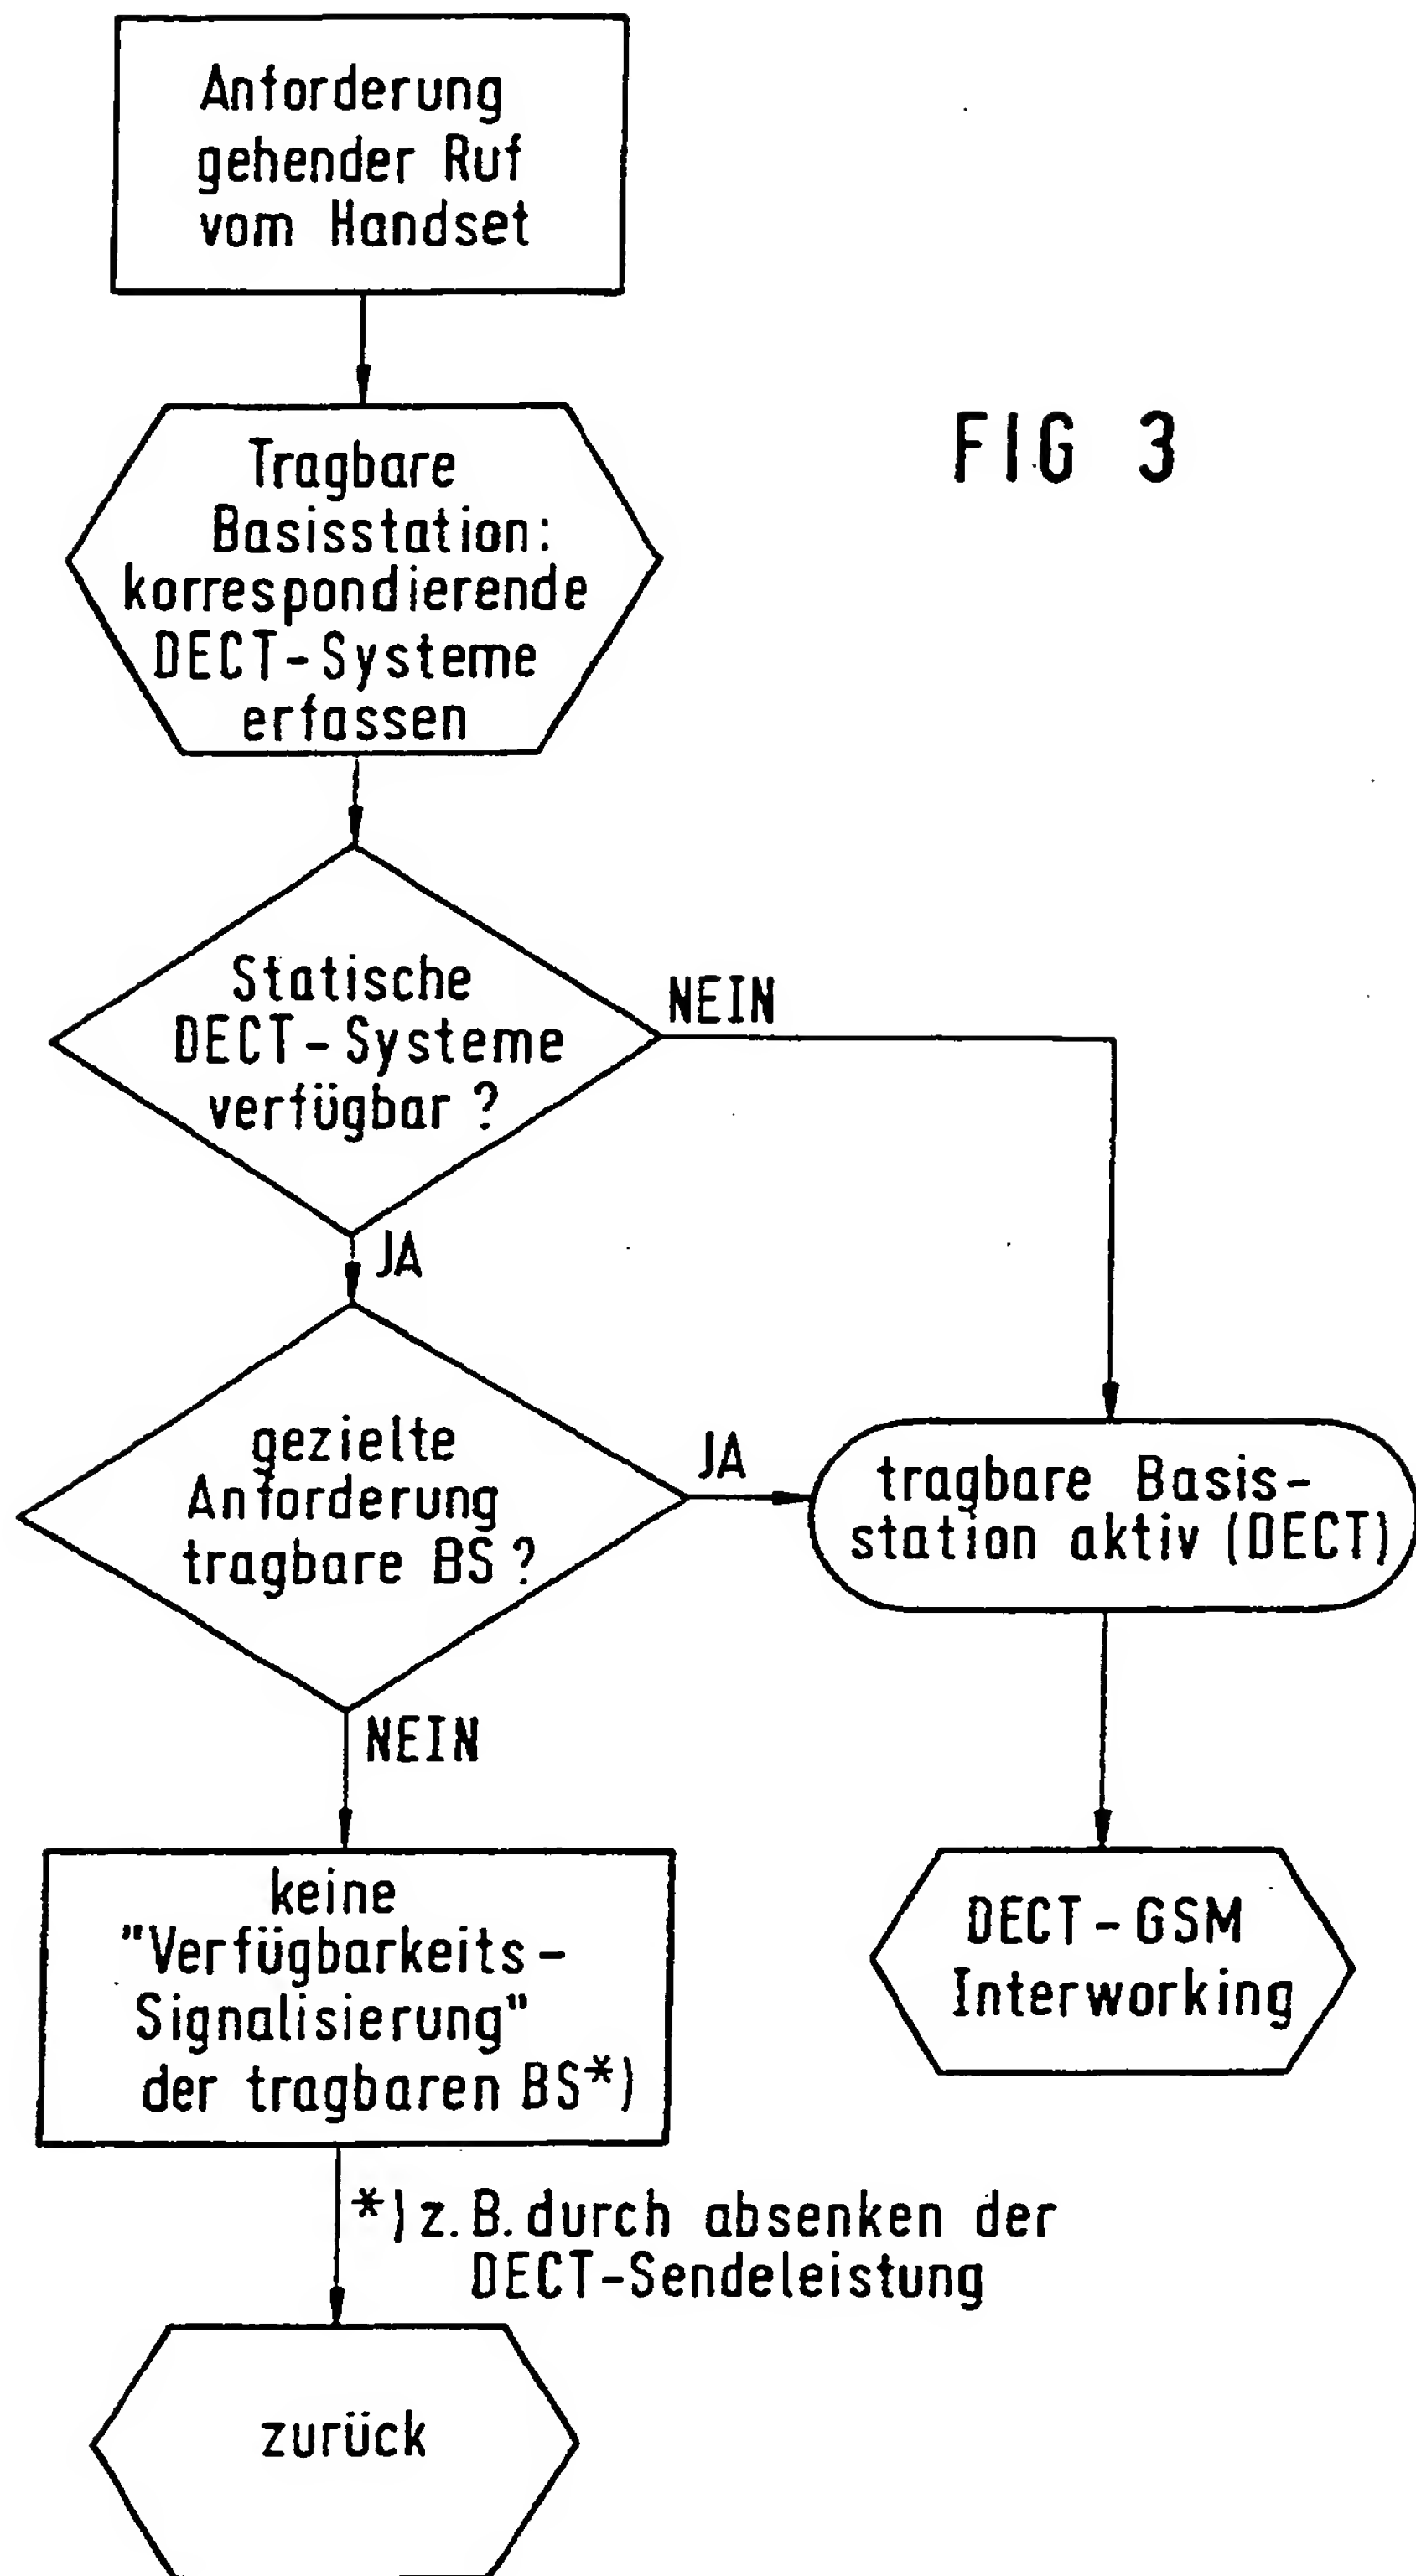 Anforderung
gehender Ruf
vom Handset
FIG 3
Tragbare
Basisstation:
korrespondierende
DECT-Systeme
erfassen
Statische
DECT-Systeme
verfügbar ?
NEIN
JA
gezielte
Anforderung
tragbare BS ?
JA
tragbare Basis-
station aktiv (DECT)
NEIN
keine
"Verfügbarkeits-
Signalisierung"
der tragbaren BS*)
DECT-GSM
Interworking
*) z. B. durch absenken der
DECT-Sendeleistung
zurück